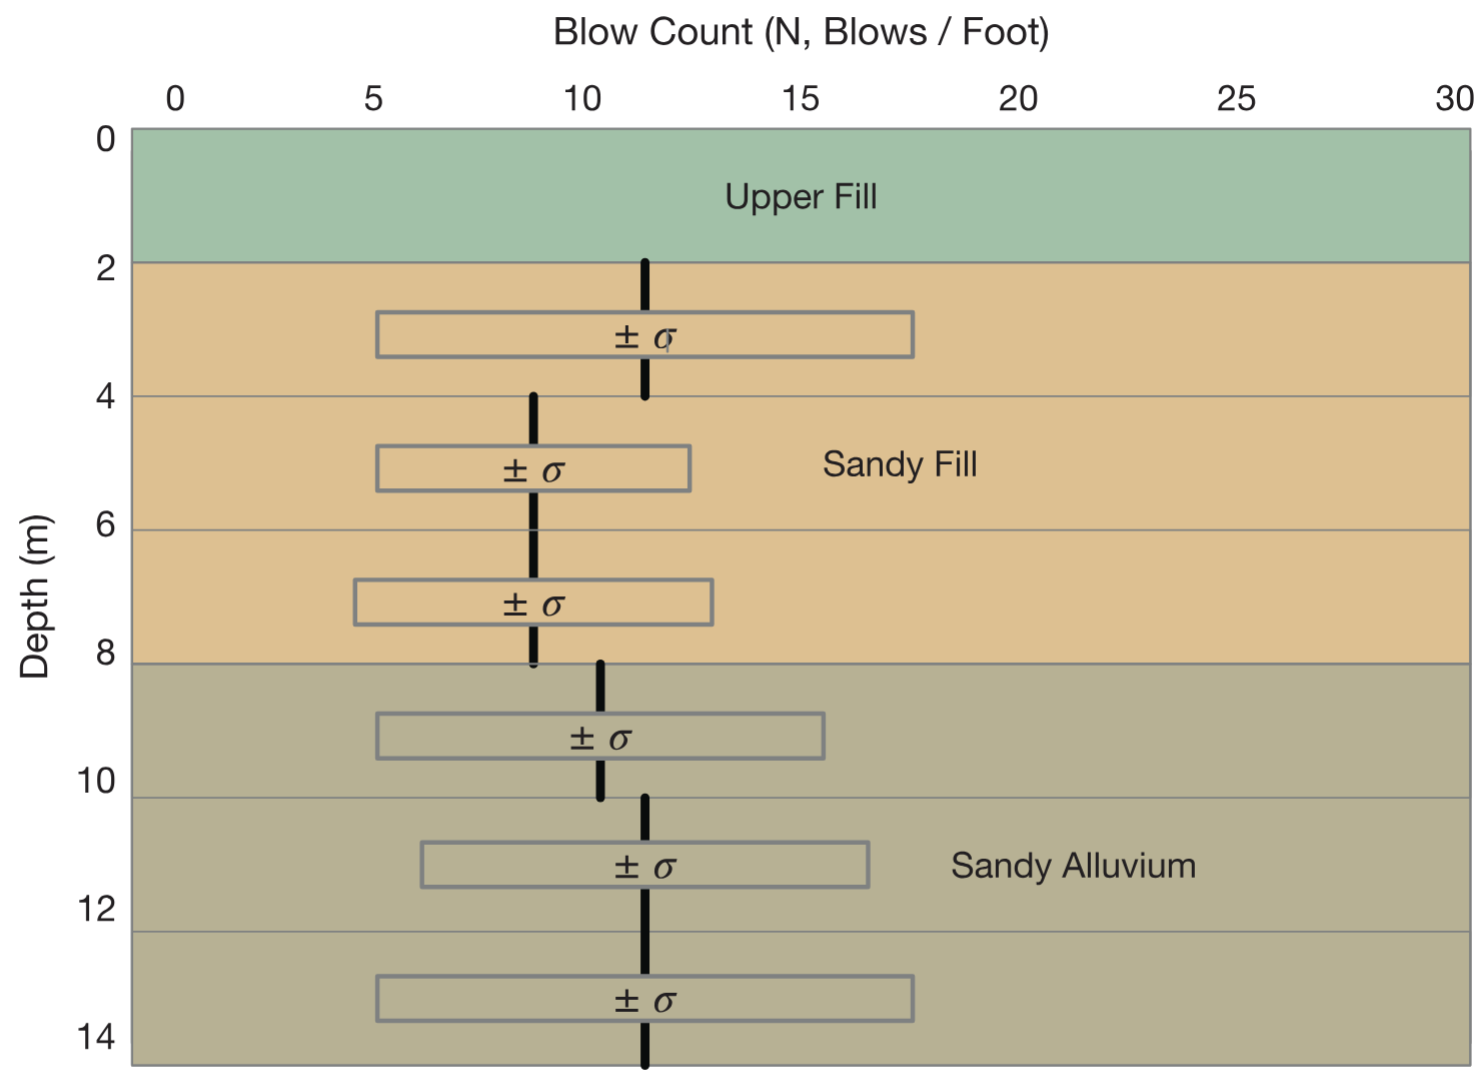 Blow Count (N, Blows / Foot)
0 5 10 15 20 25 30
0
Upper Fill
2
± σ
4
Sandy Fill
± σ
6
Depth (m)
± σ
8
± σ
10
± σ
Sandy Alluvium
12
± σ
14